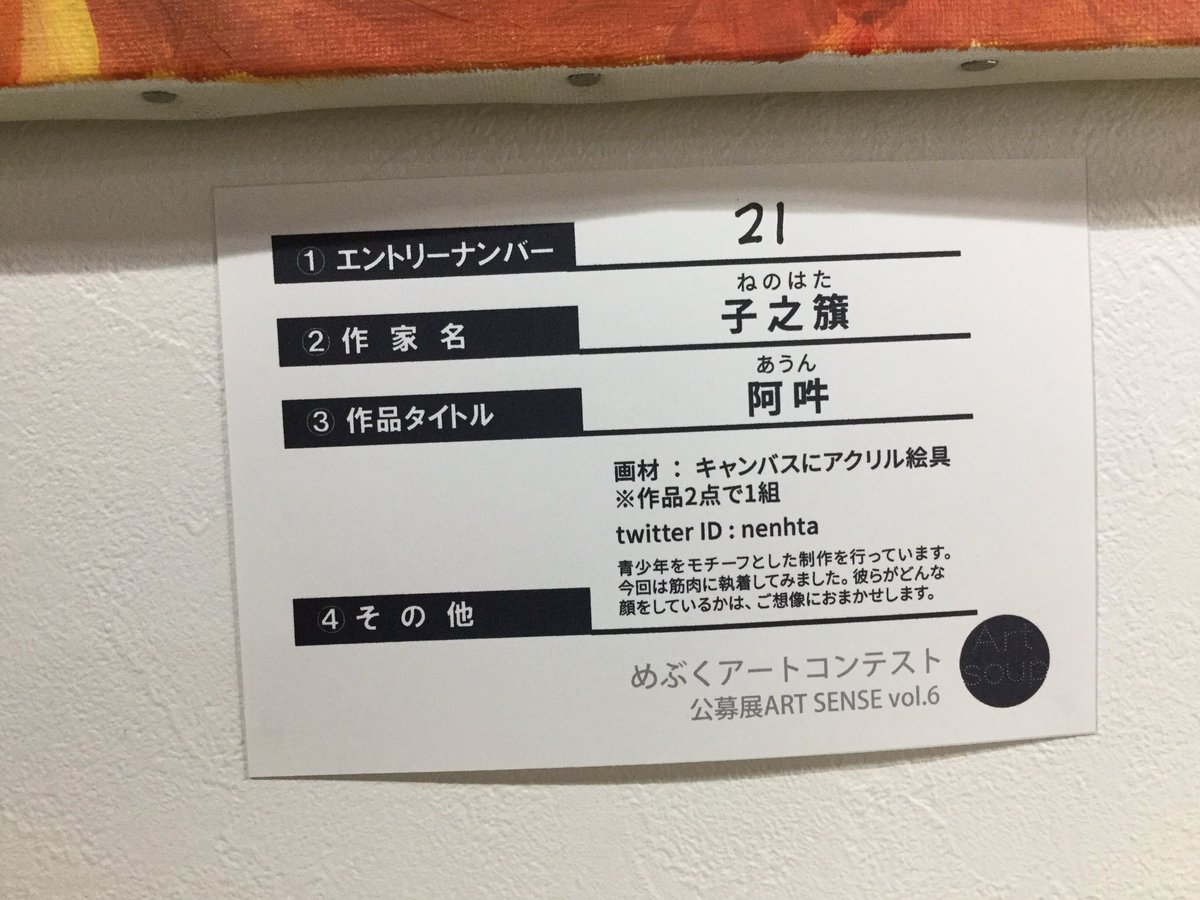 ① エントリーナンバー
21
② 作家名
ねのはた
子之籏
③ 作品タイトル
あうん
阿吽
画材 : キャンバスにアクリル絵具
※作品2点で1組
twitter ID : nenhta
青少年をモチーフとした制作を行っています。
今回は筋肉に執着してみました。彼らがどんな
顔をしているかは、ご想像におまかせします。
④ その他
めぶくアートコンテスト
公募展ART SENSE vol.6
Art
soup